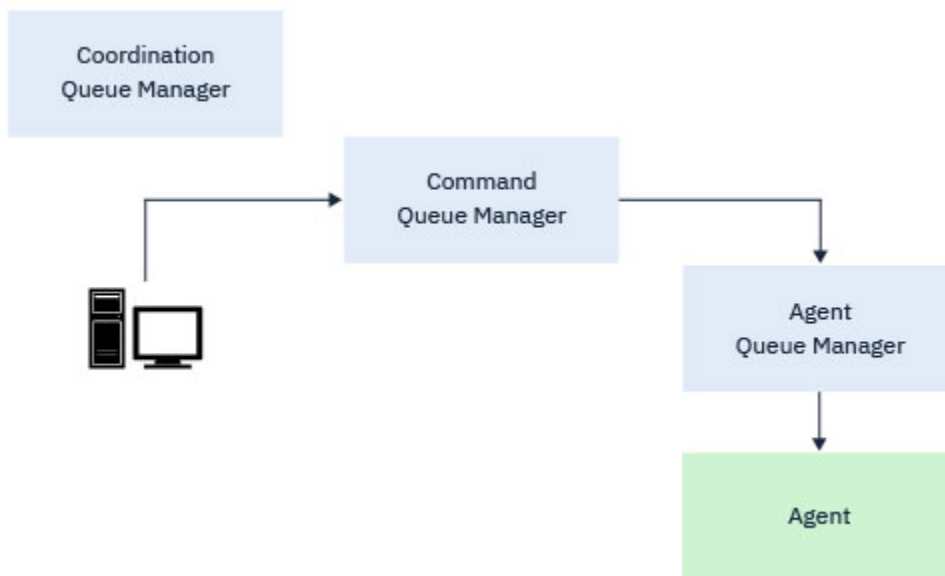 Coordination
Queue Manager
Command
Queue Manager
Agent
Queue Manager
Agent